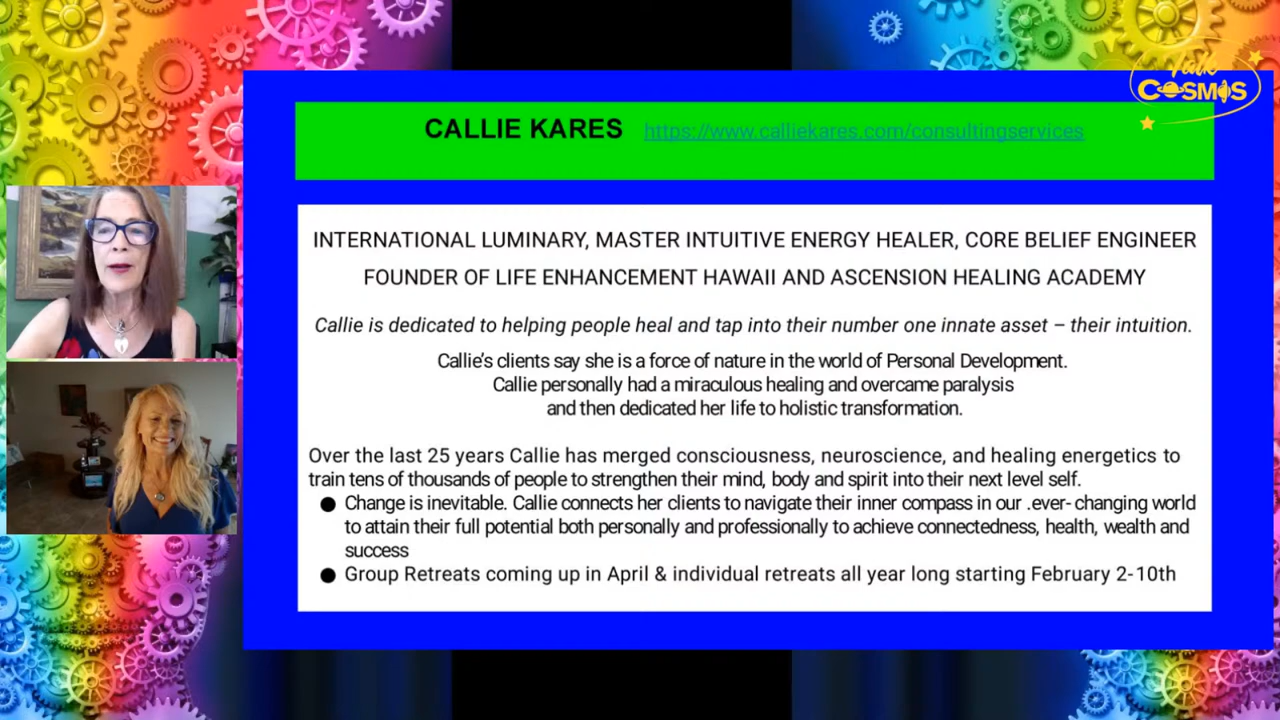 Talk
COSMOS
CALLIE KARES https://www.calliekares.com/consultingservices
INTERNATIONAL LUMINARY, MASTER INTUITIVE ENERGY HEALER, CORE BELIEF ENGINEER
FOUNDER OF LIFE ENHANCEMENT HAWAII AND ASCENSION HEALING ACADEMY
Callie is dedicated to helping people heal and tap into their number one innate asset – their intuition.
Callie's clients say she is a force of nature in the world of Personal Development.
Callie personally had a miraculous healing and overcame paralysis
and then dedicated her life to holistic transformation.
Over the last 25 years Callie has merged consciousness, neuroscience, and healing energetics to
train tens of thousands of people to strengthen their mind, body and spirit into their next level self.
● Change is inevitable. Callie connects her clients to navigate their inner compass in our .ever- changing world
to attain their full potential both personally and professionally to achieve connectedness, health, wealth and
success
● Group Retreats coming up in April & individual retreats all year long starting February 2-10th